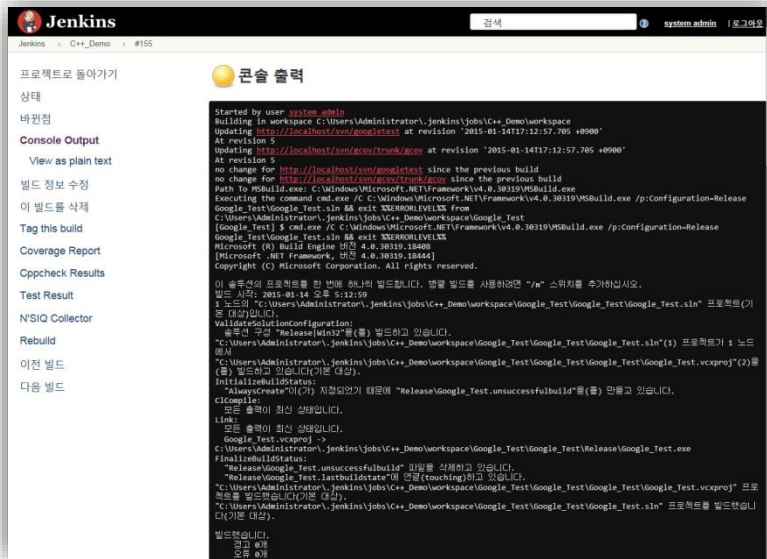 Jenkins
검색
system admin
| 로그아웃
Jenkins › C++_Demo › #155
프로젝트로 돌아가기
상태
바뀐점
Console Output
View as plain text
빌드 정보 수정
이 빌드를 삭제
Tag this build
Coverage Report
Cppcheck Results
Test Result
N'SIQ Collector
Rebuild
이전 빌드
다음 빌드
콘솔 출력
Started by user system admin
Building in workspace C:\Users\Administrator\.jenkins\jobs\C++_Demo\workspace
Updating http://localhost/svn/googletest at revision '2015-01-14T17:12:57.705 +0900'
At revision 5
Updating http://localhost/svn/gcov/trunk/gcov at revision '2015-01-14T17:12:57.705 +0900'
At revision 5
no change for http://localhost/svn/googletest since the previous build
no change for http://localhost/svn/gcov/trunk/gcov since the previous build
Path To MSBuild.exe: C:\Windows\Microsoft.NET\Framework\v4.0.30319\MSBuild.exe
Executing the command cmd.exe /C C:\Windows\Microsoft.NET\Framework\v4.0.30319\MSBuild.exe /p:Configuration=Release
Google_Test\Google_Test.sln && exit %%ERRORLEVEL%% from
C:\Users\Administrator\.jenkins\jobs\C++_Demo\workspace\Google_Test
[Google_Test] $ cmd.exe /C C:\Windows\Microsoft.NET\Framework\v4.0.30319\MSBuild.exe /p:Configuration=Release
Google_Test\Google_Test.sln && exit %%ERRORLEVEL%%
Microsoft (R) Build Engine 버전 4.0.30319.18408
[Microsoft .NET Framework, 버전 4.0.30319.18444]
Copyright (C) Microsoft Corporation. All rights reserved.
이 솔루션의 프로젝트를 한 번에 하나씩 빌드합니다. 병렬 빌드를 사용하려면 "/m" 스위치를 추가하십시오.
빌드 시작: 2015-01-14 오후 5:12:59
1 노드의 "C:\Users\Administrator\.jenkins\jobs\C++_Demo\workspace\Google_Test\Google_Test\Google_Test.sln" 프로젝트(기
본 대상)입니다.
ValidateSolutionConfiguration:
솔루션 구성 "Release|Win32"을(를) 빌드하고 있습니다.
"C:\Users\Administrator\.jenkins\jobs\C++_Demo\workspace\Google_Test\Google_Test\Google_Test.sln"(1) 프로젝트가 1 노드
에서
"C:\Users\Administrator\.jenkins\jobs\C++_Demo\workspace\Google_Test\Google_Test\Google_Test\Google_Test.vcxproj"(2)을
(를) 빌드하고 있습니다(기본 대상).
InitializeBuildStatus:
"AlwaysCreate"이(가) 지정되었기 때문에 "Release\Google_Test.unsuccessfulbuild"을(를) 만들고 있습니다.
ClCompile:
모든 출력이 최신 상태입니다.
Link:
모든 출력이 최신 상태입니다.
Google_Test.vcxproj ->
C:\Users\Administrator\.jenkins\jobs\C++_Demo\workspace\Google_Test\Google_Test\Release\Google_Test.exe
FinalizeBuildStatus:
"Release\Google_Test.unsuccessfulbuild" 파일을 삭제하고 있습니다.
"Release\Google_Test.lastbuildstate"에 연결(touching)하고 있습니다.
"C:\Users\Administrator\.jenkins\jobs\C++_Demo\workspace\Google_Test\Google_Test\Google_Test\Google_Test.vcxproj" 프로
젝트를 빌드했습니다(기본 대상).
"C:\Users\Administrator\.jenkins\jobs\C++_Demo\workspace\Google_Test\Google_Test\Google_Test.sln" 프로젝트를 빌드했습니
다(기본 대상).
빌드했습니다.
경고 0개
오류 0개